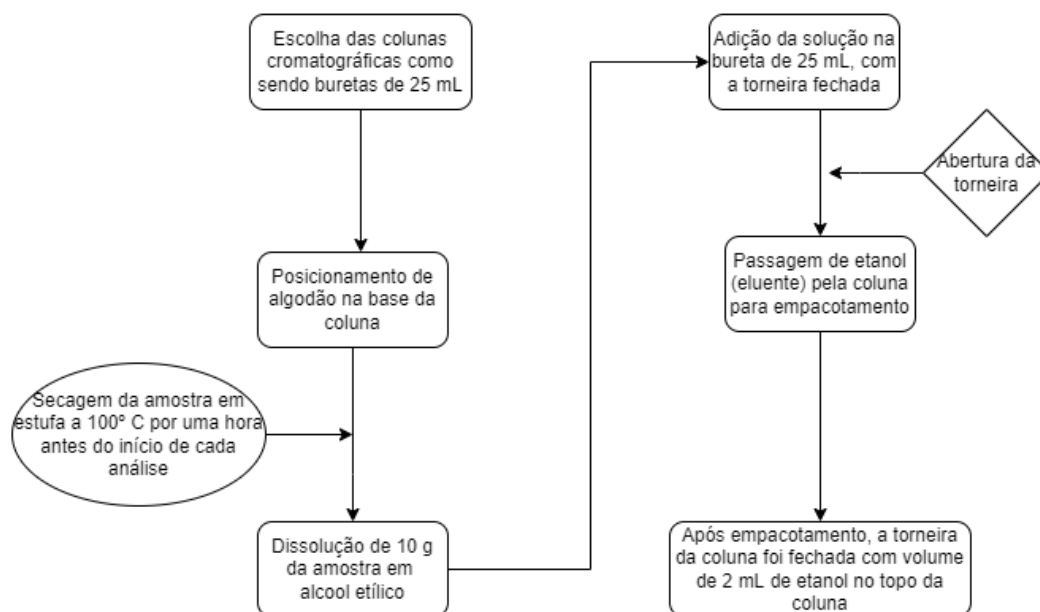 Escolha das colunas
cromatográficas como
sendo buretas de 25 mL
Posicionamento de
algodão na base da
coluna
Secagem da amostra em
estufa a 100º C por uma hora
antes do início de cada
análise
Dissolução de 10 g
da amostra em
alcool etílico
Adição da solução na
bureta de 25 mL, com
a torneira fechada
Abertura da
torneira
Passagem de etanol
(eluente) pela coluna
para empacotamento
Após empacotamento, a torneira
da coluna foi fechada com volume
de 2 mL de etanol no topo da
coluna